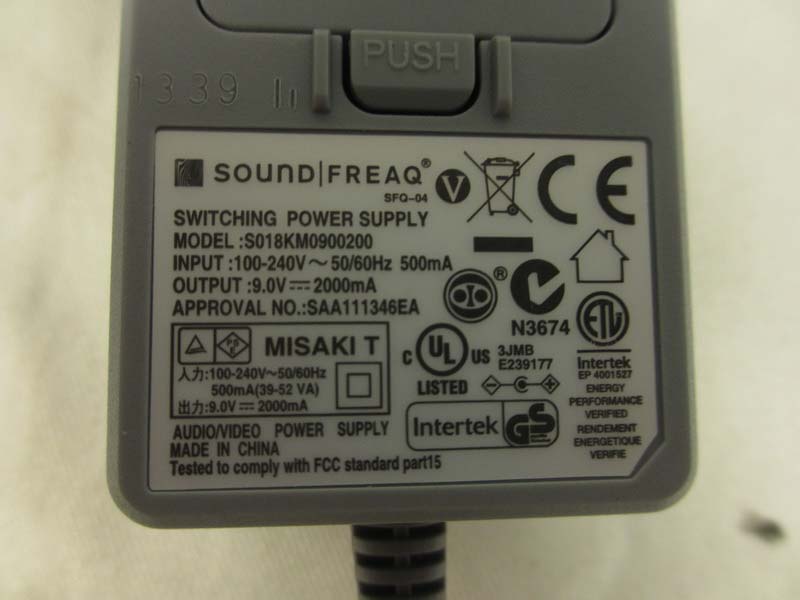 PUSH
1339
SOUND|FREAQ®
SFQ-04
V
CE
SWITCHING POWER SUPPLY
MODEL :S018KM0900200
INPUT :100-240V～50/60Hz 500mA
OUTPUT :9.0V⎓2000mA
APPROVAL NO.:SAA111346EA
®
N3674
ETL
Intertek
EP 4001527
ENERGY
PERFORMANCE
VERIFIED
RENDEMENT
ENERGETIQUE
VERIFIE
PSE
MISAKI T
入力:100-240V～50/60Hz
500mA(39-52 VA)
出力:9.0V⎓2000mA
C UL US
LISTED
3JMB
E239177
Intertek GS
AUDIO/VIDEO POWER SUPPLY
MADE IN CHINA
Tested to comply with FCC standard part15